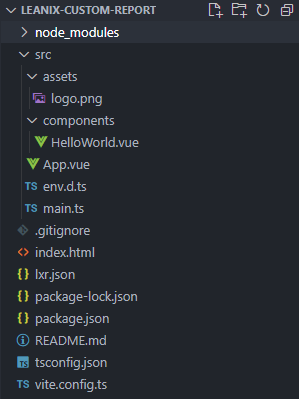 LEANIX-CUSTOM-REPORT
node_modules
src
assets
logo.png
components
HelloWorld.vue
App.vue
TS env.d.ts
TS main.ts
.gitignore
<> index.html
{} lxr.json
{} package-lock.json
{} package.json
README.md
TS tsconfig.json
TS vite.config.ts